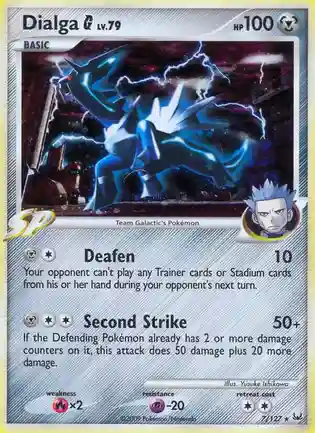 Dialga G LV.79 HP100
BASIC
Team Galactic's Pokémon
SP
Deafen 10
Your opponent can't play any Trainer cards or Stadium cards
from his or her hand during your opponent's next turn.
Second Strike 50+
If the Defending Pokémon already has 2 or more damage
counters on it, this attack does 50 damage plus 20 more
damage.
Illus. Yusuke Ishikawa
weakness resistance retreat cost
×2 -20
©2009 Pokémon/Nintendo 7/127